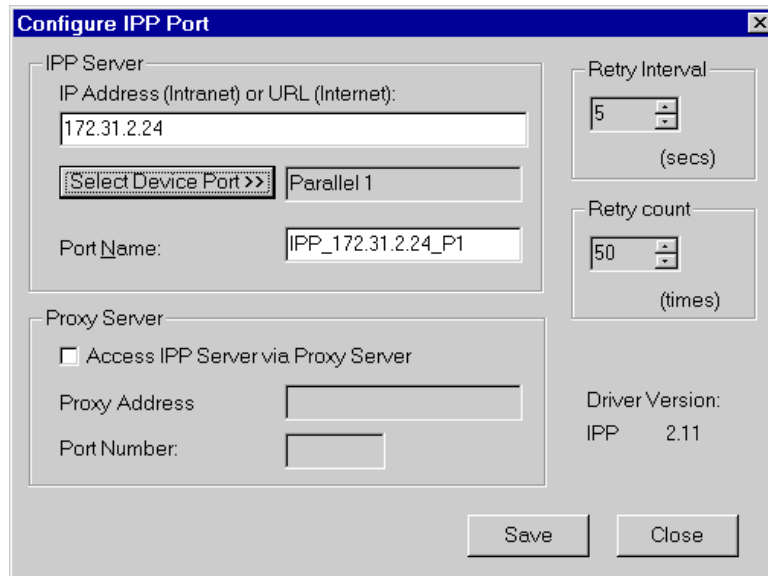 Configure IPP Port
IPP Server
IP Address (Intranet) or URL (Internet):
172.31.2.24
Select Device Port >> Parallel 1
Port Name: IPP_172.31.2.24_P1
Retry Interval
5
(secs)
Retry count
50
(times)
Proxy Server
Access IPP Server via Proxy Server
Proxy Address
Port Number:
Driver Version:
IPP 2.11
Save Close